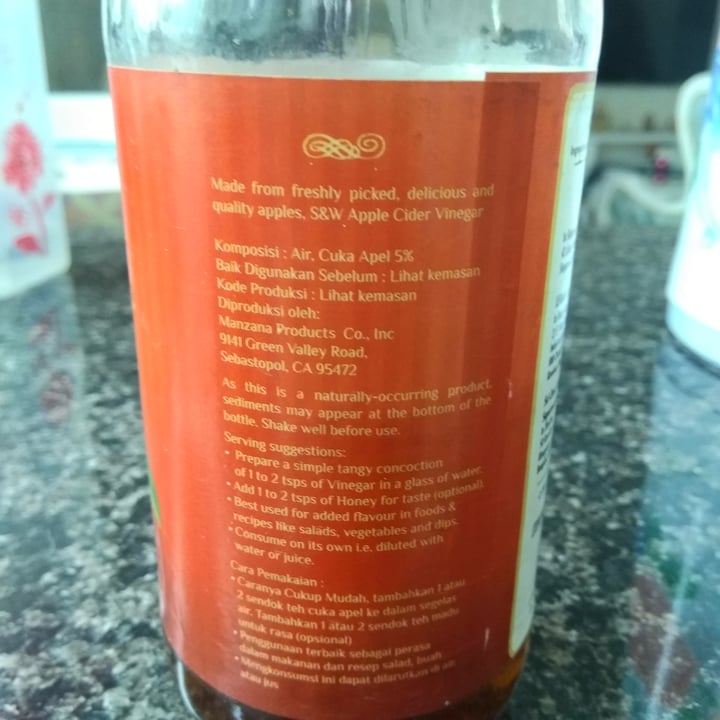 Made from freshly picked, delicious and
quality apples, S&W Apple Cider Vinegar
Komposisi : Air, Cuka Apel 5%
Baik Digunakan Sebelum : Lihat kemasan
Kode Produksi : Lihat kemasan
Diproduksi oleh:
Manzana Products Co., Inc
9141 Green Valley Road,
Sebastopol, CA 95472
As this is a naturally-occurring product,
sediments may appear at the bottom of the
bottle. Shake well before use.
Serving suggestions:
• Prepare a simple tangy concoction
of 1 to 2 tsps of Vinegar in a glass of water.
• Add 1 to 2 tsps of Honey for taste (optional).
• Best used for added flavour in foods &
recipes like salads, vegetables and dips.
• Consume on its own i.e. diluted with
water or juice.
Cara Pemakaian :
• Caranya Cukup Mudah, tambahkan 1 atau
2 sendok teh cuka apel ke dalam segelas
air. Tambahkan 1 atau 2 sendok teh madu
untuk rasa (opsional)
• Penggunaan terbaik sebagai perasa
dalam makanan dan resep salad, buah
• Mengkonsumsi ini dapat dilarutkan di air
atau jus